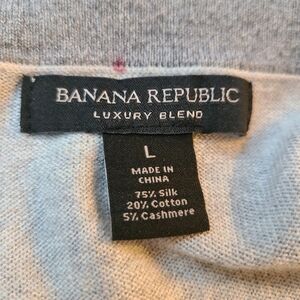 BANANA REPUBLIC
LUXURY BLEND
L
MADE IN
CHINA
75% Silk
20% Cotton
5% Cashmere